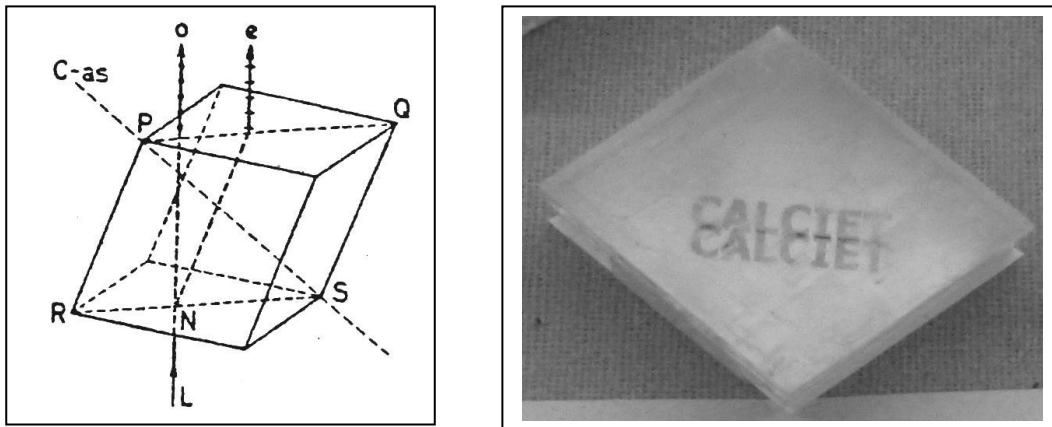 o e
C-as
P Q
R N S
L
CALCIET
CALCIET